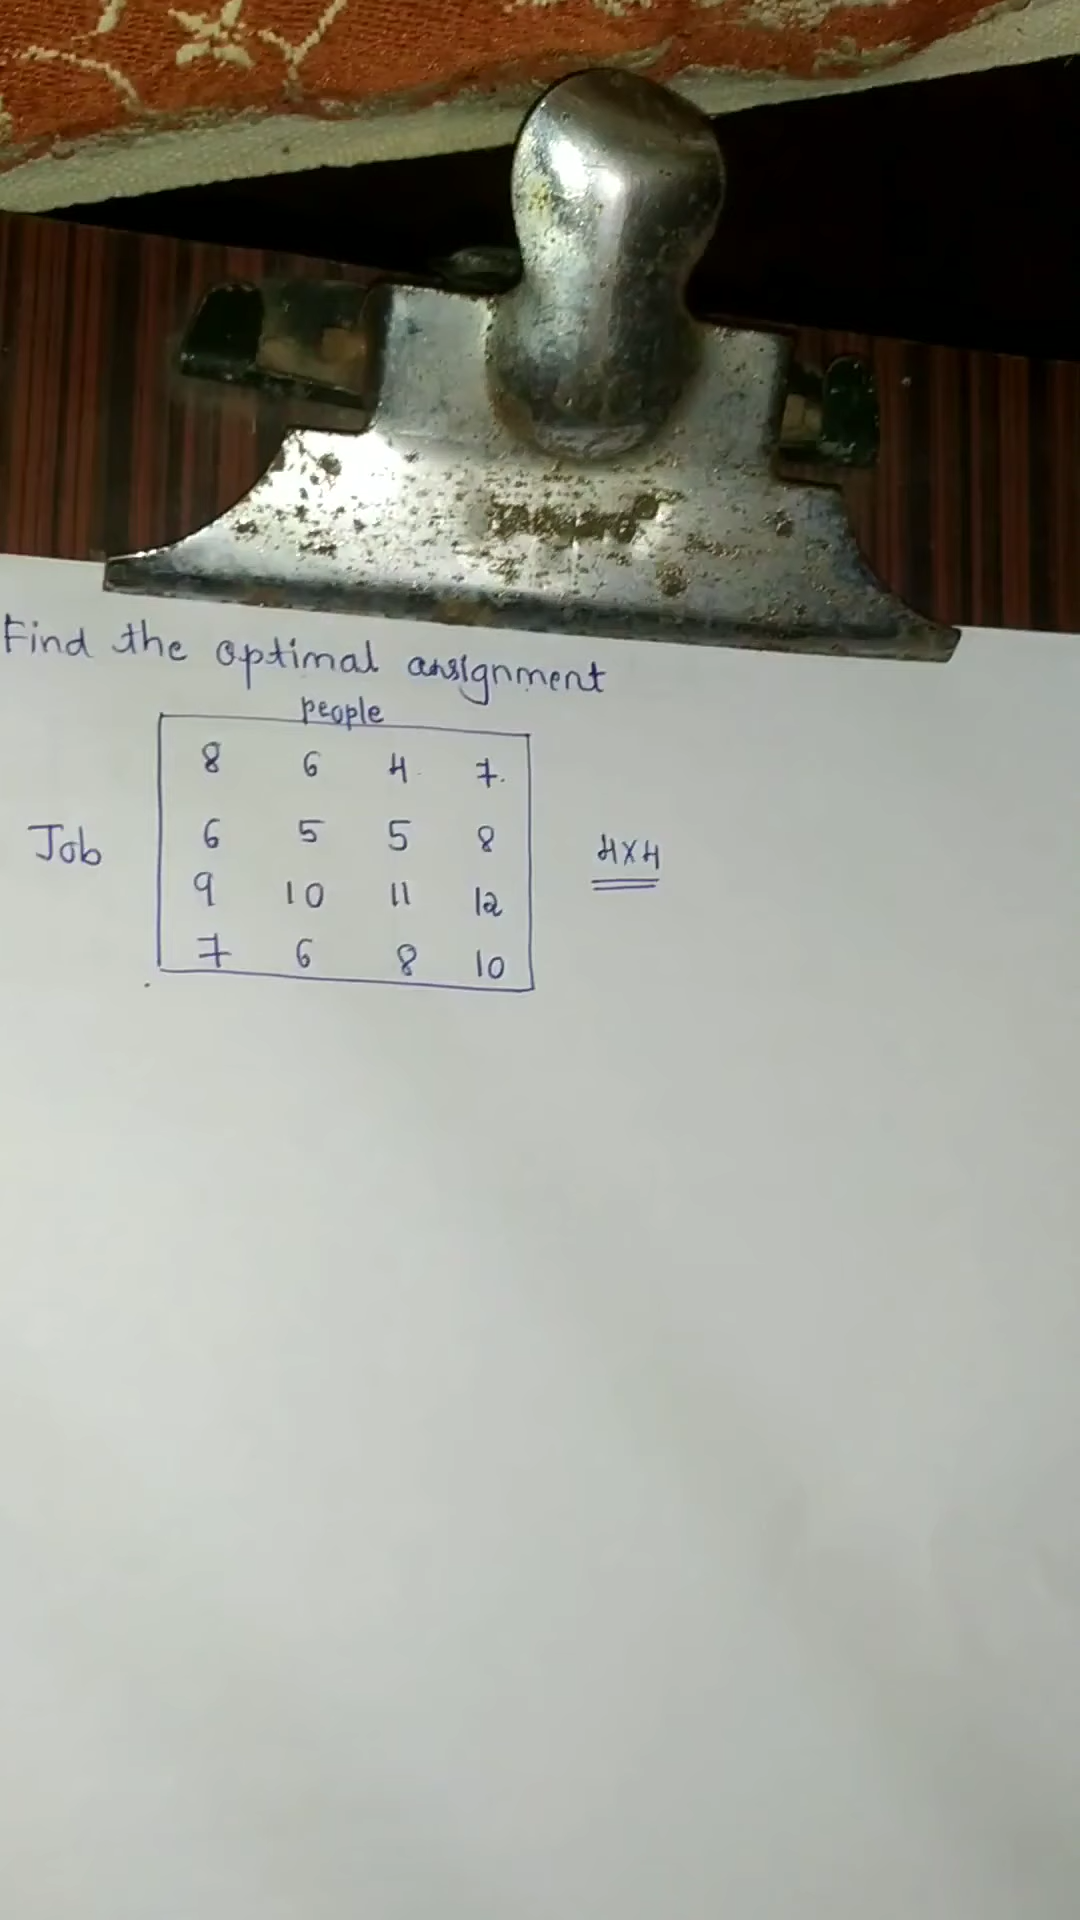 Find the optimal assignment
people
8 6 4 7
6 5 5 8
Job 4x4
9 10 11 12
7 6 8 10